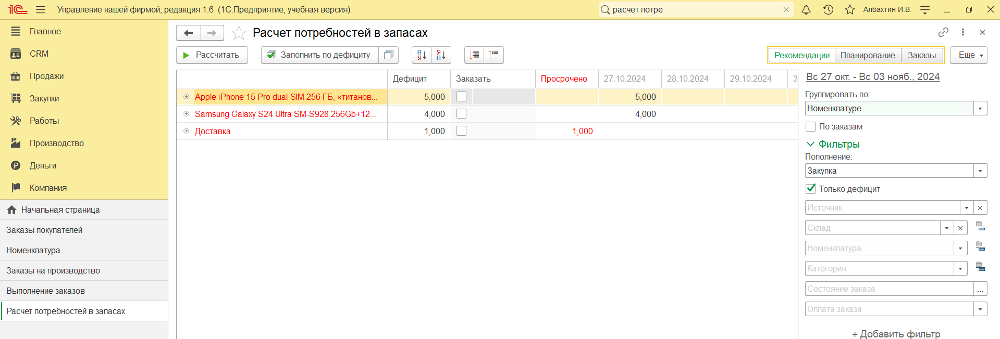 1С Управление нашей фирмой, редакция 1.6 (1С:Предприятие, учебная версия) расчет потре Албахтин И.В.
Главное
CRM
Продажи
Закупки
Работы
Производство
Деньги
Компания
Начальная страница
Заказы покупателей
Номенклатура
Заказы на производство
Выполнение заказов
Расчет потребностей в запасах
Расчет потребностей в запасах
Рассчитать Заполнить по дефициту Рекомендации Планирование Заказы Еще
Дефицит Заказать Просрочено 27.10.2024 28.10.2024 29.10.2024 3
Apple iPhone 15 Pro dual-SIM 256 ГБ, «титанов... 5,000 5,000
Samsung Galaxy S24 Ultra SM-S928 256Gb+12... 4,000 4,000
Доставка 1,000 1,000
Вс 27 окт. - Вс 03 нояб., 2024
Группировать по:
Номенклатуре
По заказам
Фильтры
Пополнение:
Закупка
Только дефицит
Источник
Склад
Номенклатура
Категория
Состояние заказа ...
Оплата заказа
+ Добавить фильтр